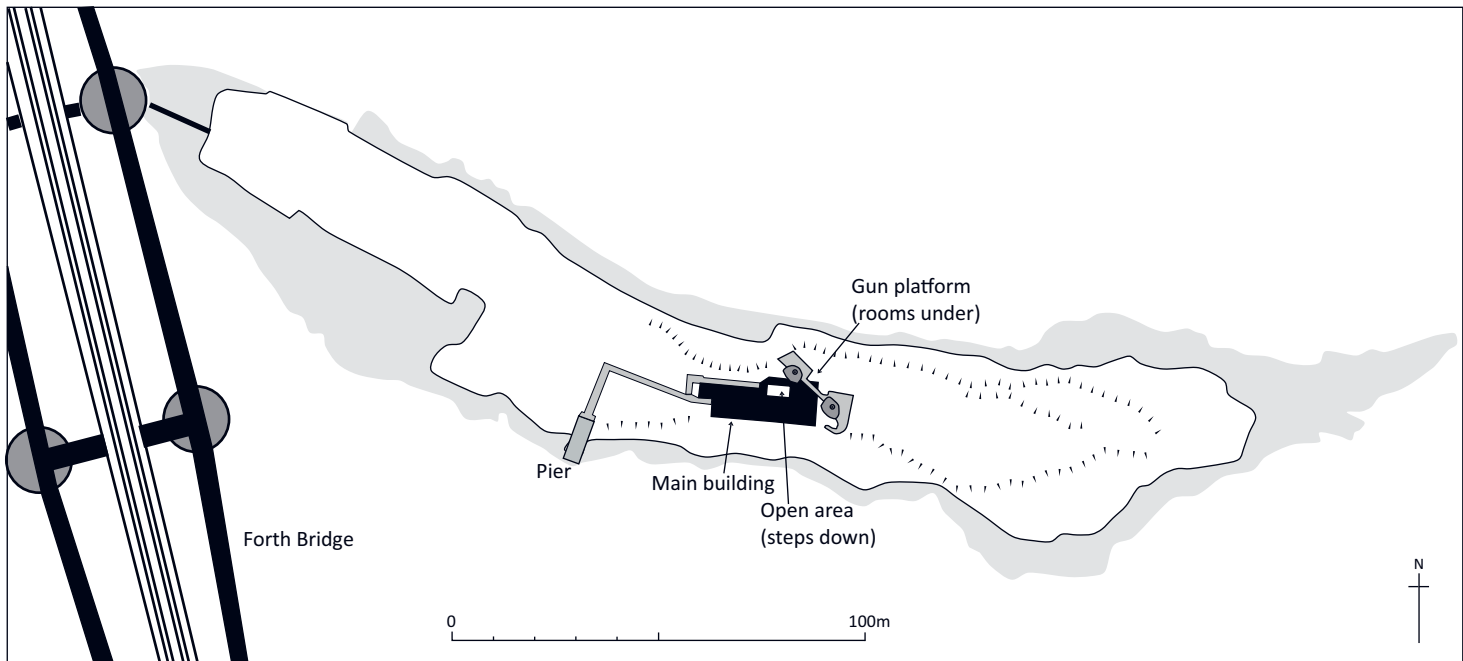 Gun platform
(rooms under)
Pier
Main building
Open area
(steps down)
Forth Bridge
N
0
100m